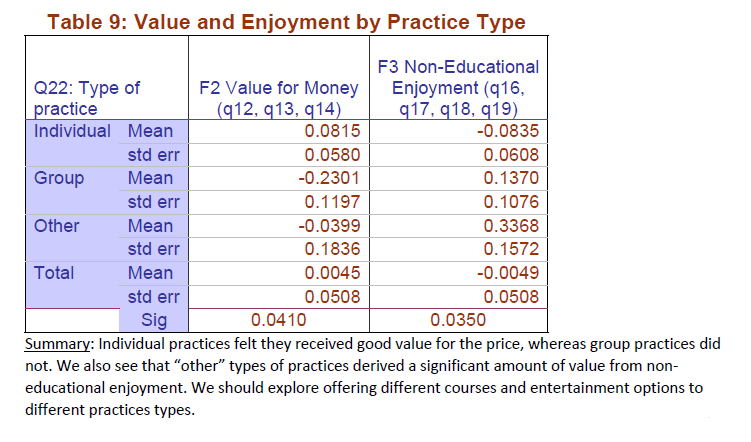 Table 9: Value and Enjoyment by Practice Type
Q22: Type of practice F2 Value for Money (q12, q13, q14) F3 Non-Educational Enjoyment (q16, q17, q18, q19)
Individual Mean 0.0815 -0.0835
std err 0.0580 0.0608
Group Mean -0.2301 0.1370
std err 0.1197 0.1076
Other Mean -0.0399 0.3368
std err 0.1836 0.1572
Total Mean 0.0045 -0.0049
std err 0.0508 0.0508
Sig 0.0410 0.0350
Summary: Individual practices felt they received good value for the price, whereas group practices did
not. We also see that “other” types of practices derived a significant amount of value from non-
educational enjoyment. We should explore offering different courses and entertainment options to
different practices types.